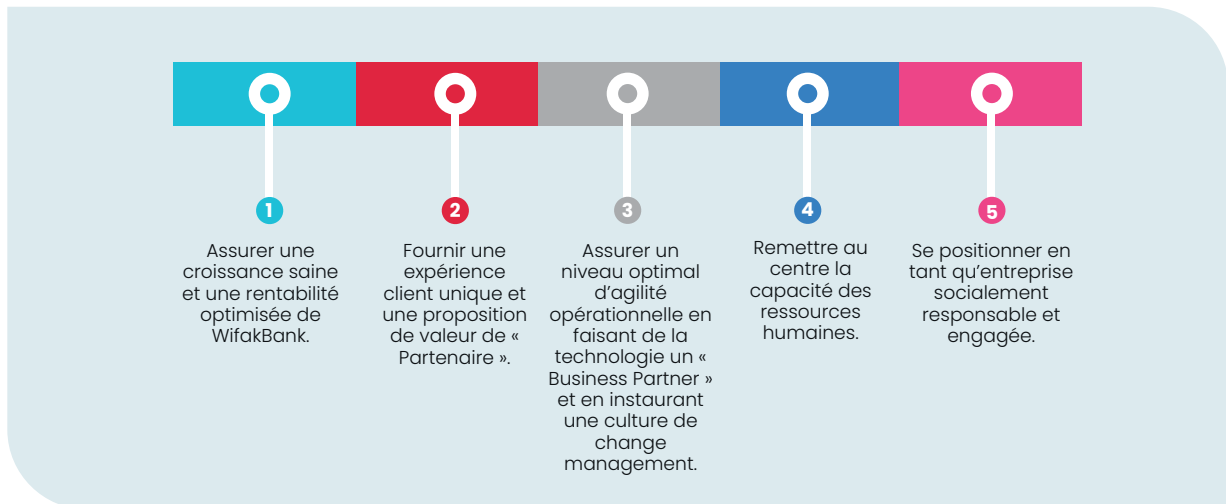 1
Assurer une
croissance saine
et une rentabilité
optimisée de
WifakBank.
2
Fournir une
expérience
client unique et
une proposition
de valeur de «
Partenaire ».
3
Assurer un
niveau optimal
d'agilité
opérationnelle en
faisant de la
technologie un «
Business Partner »
et en instaurant
une culture de
change
management.
4
Remettre au
centre la
capacité des
ressources
humaines.
5
Se positionner en
tant qu'entreprise
socialement
responsable et
engagée.